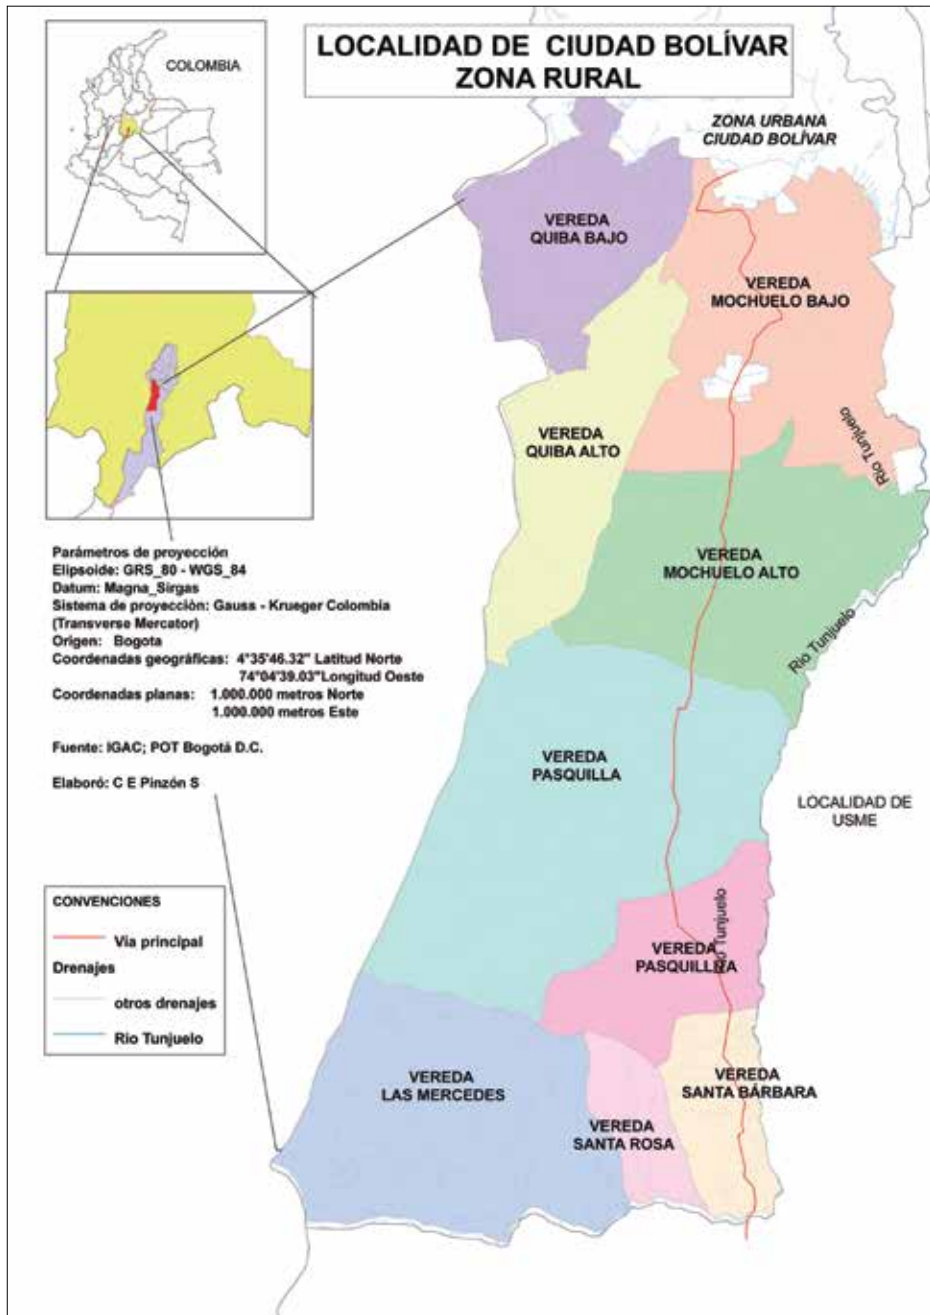 LOCALIDAD DE CIUDAD BOLÍVAR
ZONA RURAL
COLOMBIA
ZONA URBANA
CIUDAD BOLÍVAR
VEREDA
QUIBA BAJO
VEREDA
MOCHUELO BAJO
VEREDA
QUIBA ALTO
Rio Tunjuelo
VEREDA
MOCHUELO ALTO
Rio Tunjuelo
Parámetros de proyección
Elipsoide: GRS_80 - WGS_84
Datum: Magna_Sirgas
Sistema de proyección: Gauss - Krueger Colombia
(Transverse Mercator)
Origen: Bogota
Coordenadas geográficas: 4°35'46.32" Latitud Norte
74°04'39.03"Longitud Oeste
Coordenadas planas: 1.000.000 metros Norte
1.000.000 metros Este
Fuente: IGAC; POT Bogotá D.C.
Elaboró: C E Pinzón S
VEREDA
PASQUILLA
LOCALIDAD DE
USME
CONVENCIONES
Via principal
Drenajes
otros drenajes
Rio Tunjuelo
Rio Tunjuelo
VEREDA
PASQUILLITA
VEREDA
LAS MERCEDES
VEREDA
SANTA BÁRBARA
VEREDA
SANTA ROSA